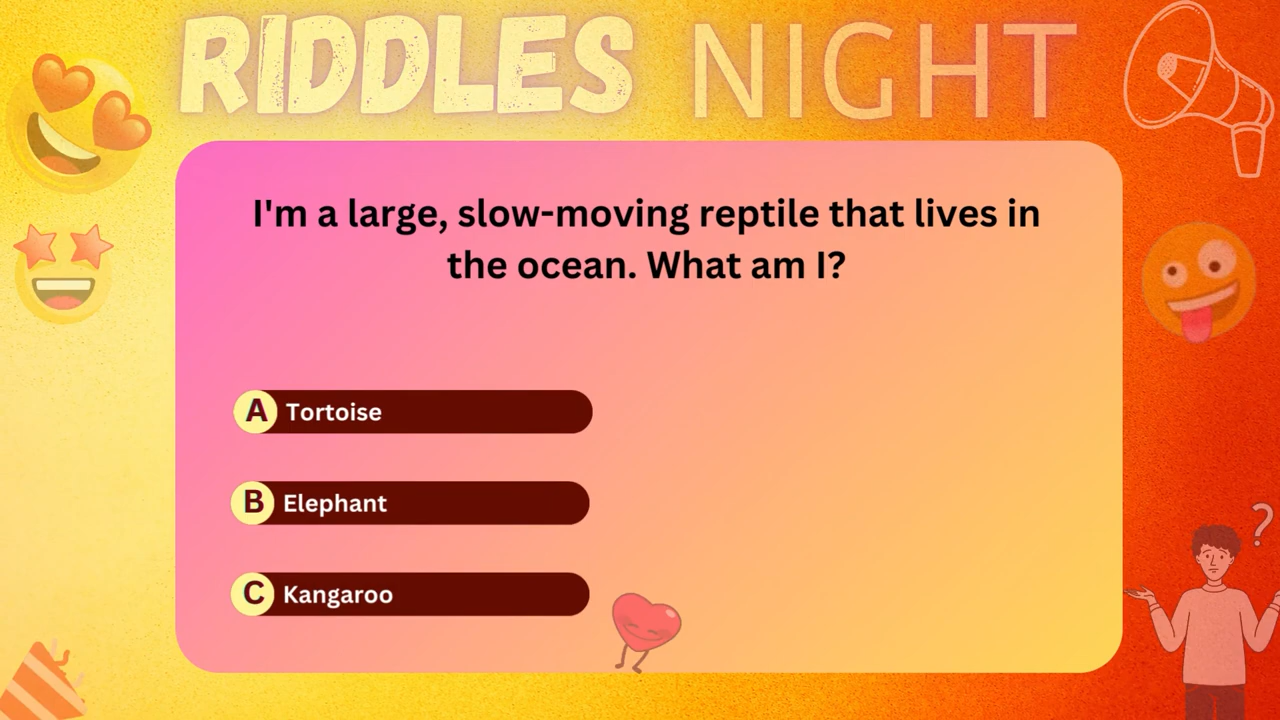 RIDDLES NIGHT
I'm a large, slow-moving reptile that lives in
the ocean. What am I?
A Tortoise
B Elephant
C Kangaroo
?